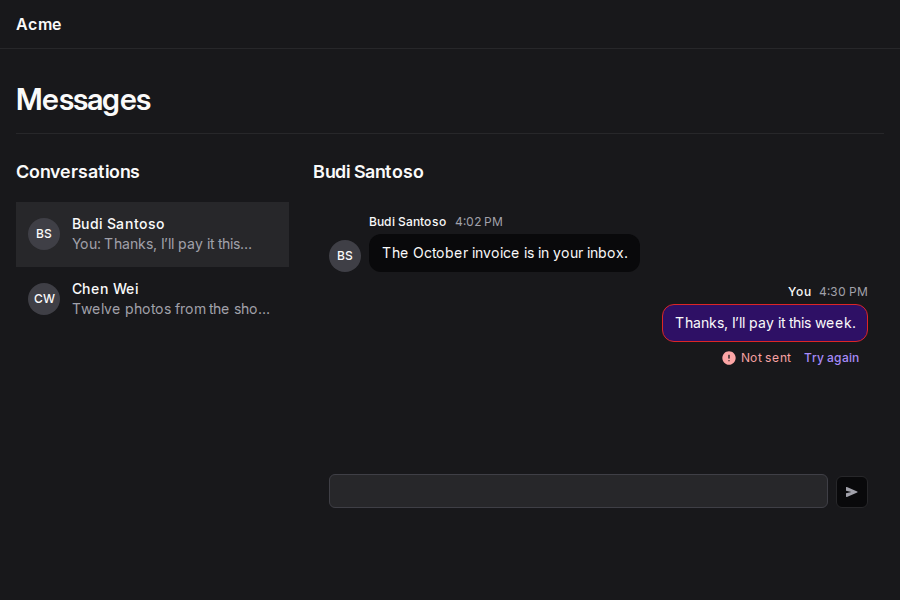 Acme
Messages
Conversations
BS
Budi Santoso
You: Thanks, I’ll pay it this...
CW
Chen Wei
Twelve photos from the sho...
Budi Santoso
Budi Santoso 4:02 PM
BS
The October invoice is in your inbox.
You 4:30 PM
Thanks, I’ll pay it this week.
Not sent Try again